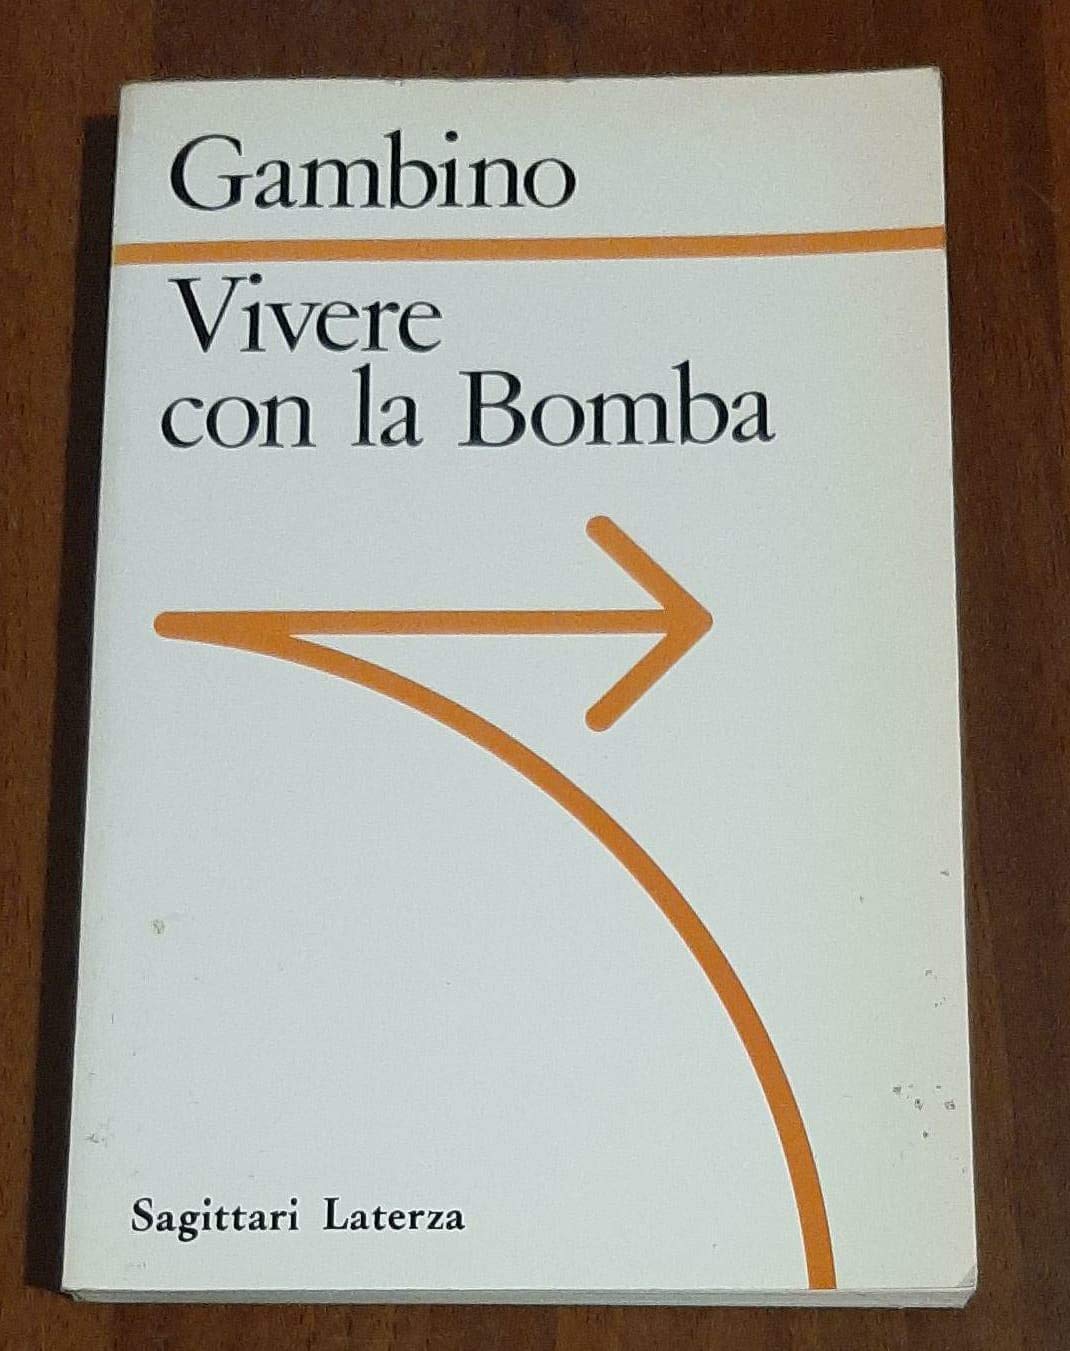 Gambino
Vivere
con la Bomba
Sagittari Laterza